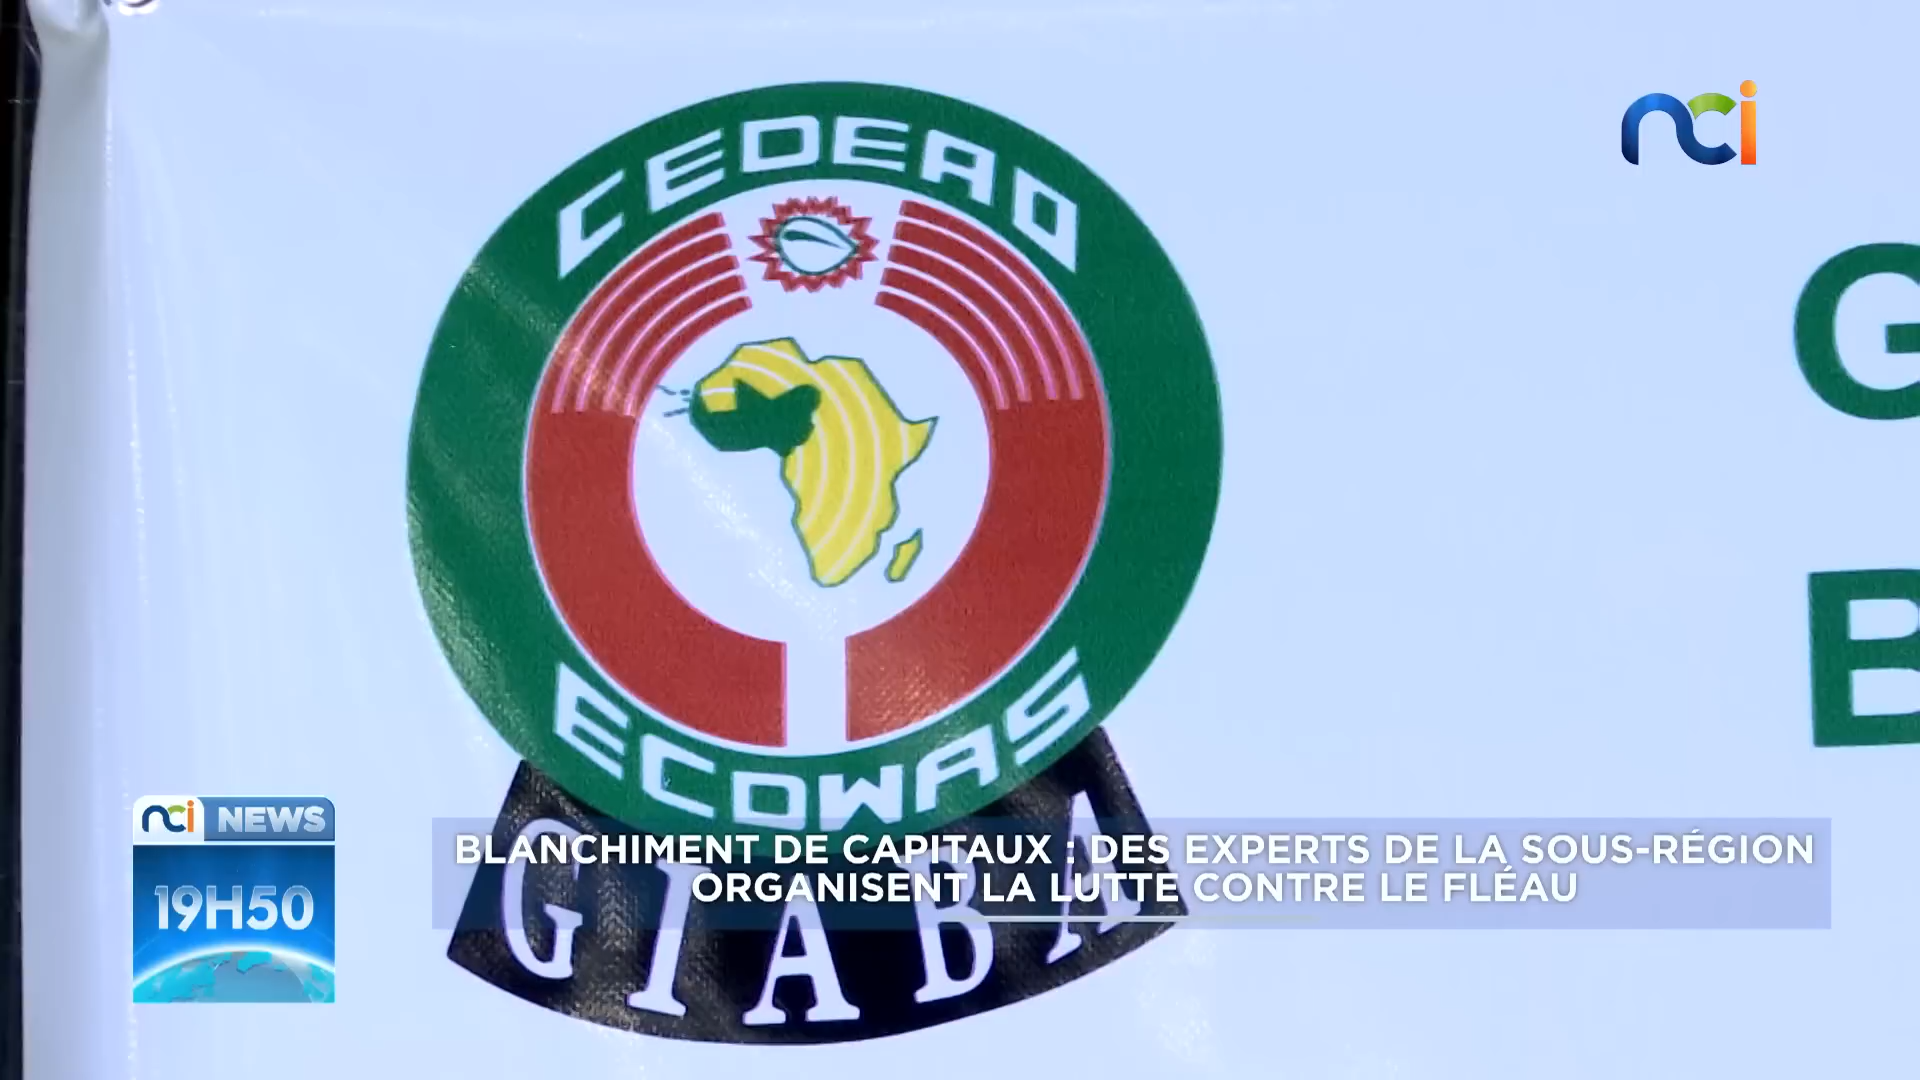 nci
CEDEAO
G
B
ECOWAS
GIABA
nci NEWS
19H50
BLANCHIMENT DE CAPITAUX : DES EXPERTS DE LA SOUS-RÉGION
ORGANISENT LA LUTTE CONTRE LE FLÉAU